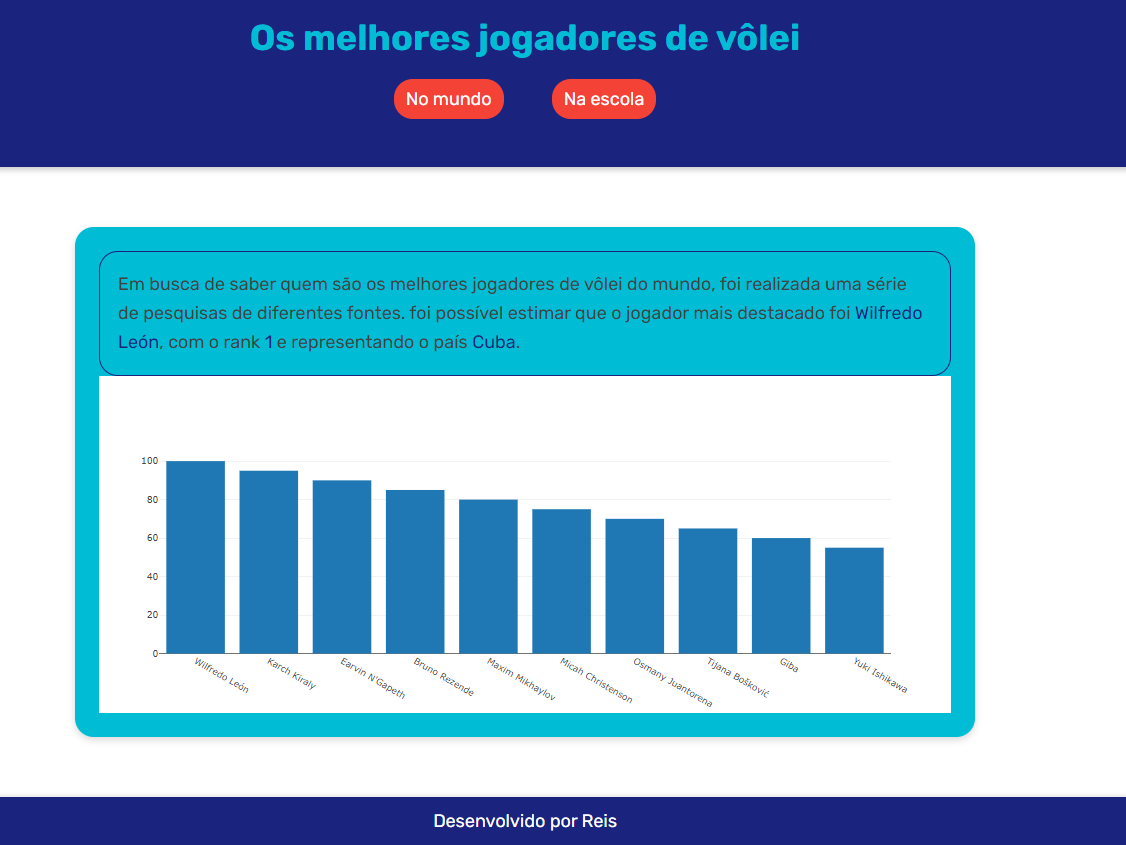 Os melhores jogadores de vôlei
No mundo
Na escola
Em busca de saber quem são os melhores jogadores de vôlei do mundo, foi realizada uma série
de pesquisas de diferentes fontes. foi possível estimar que o jogador mais destacado foi Wilfredo
León, com o rank 1 e representando o país Cuba.
100
80
60
40
20
0
Wilfredo León
Karch Kiraly
Earvin N'Gapeth
Bruno Rezende
Maxim Mikhaylov
Micah Christenson
Osmany Juantorena
Tijana Bošković
Giba
Yuki Ishikawa
Desenvolvido por Reis